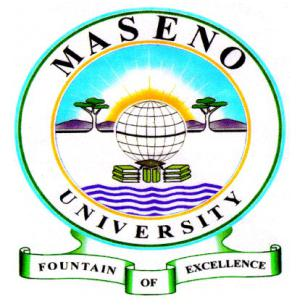 MASENO
UNIVERSITY
FOUNTAIN
OF
EXCELLENCE